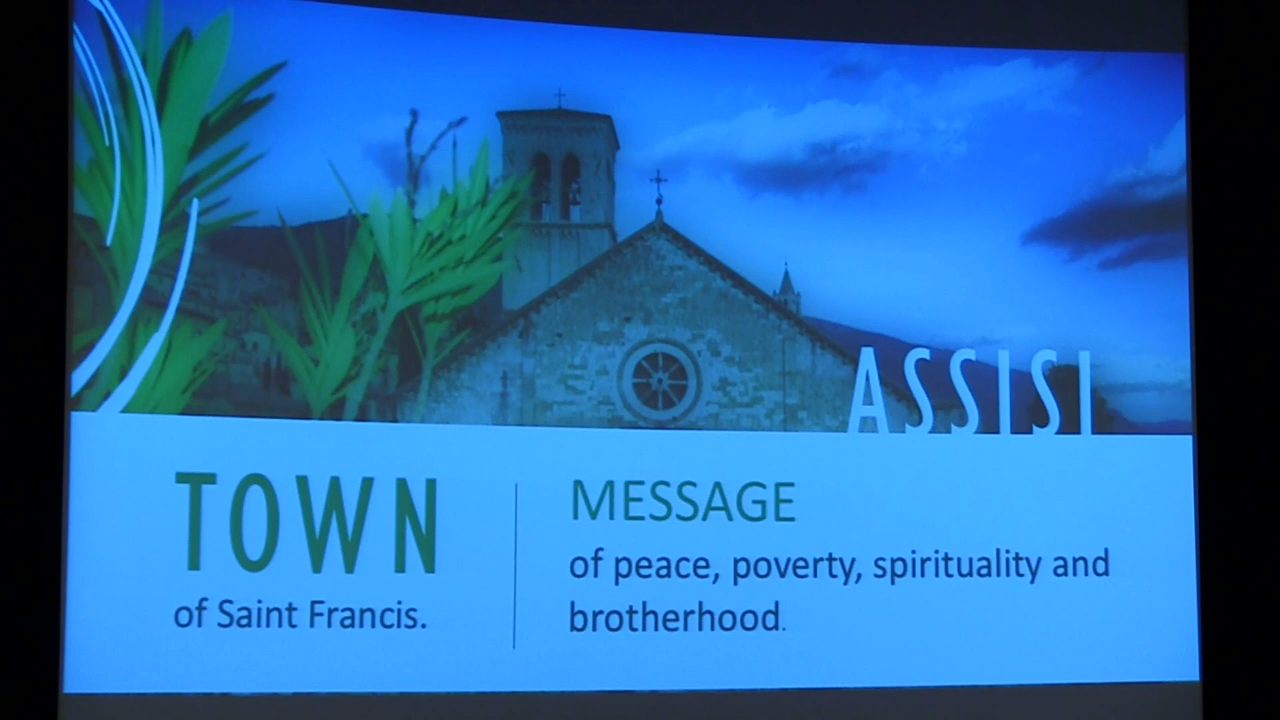 ASSISI
TOWN
of Saint Francis.
MESSAGE
of peace, poverty, spirituality and
brotherhood.